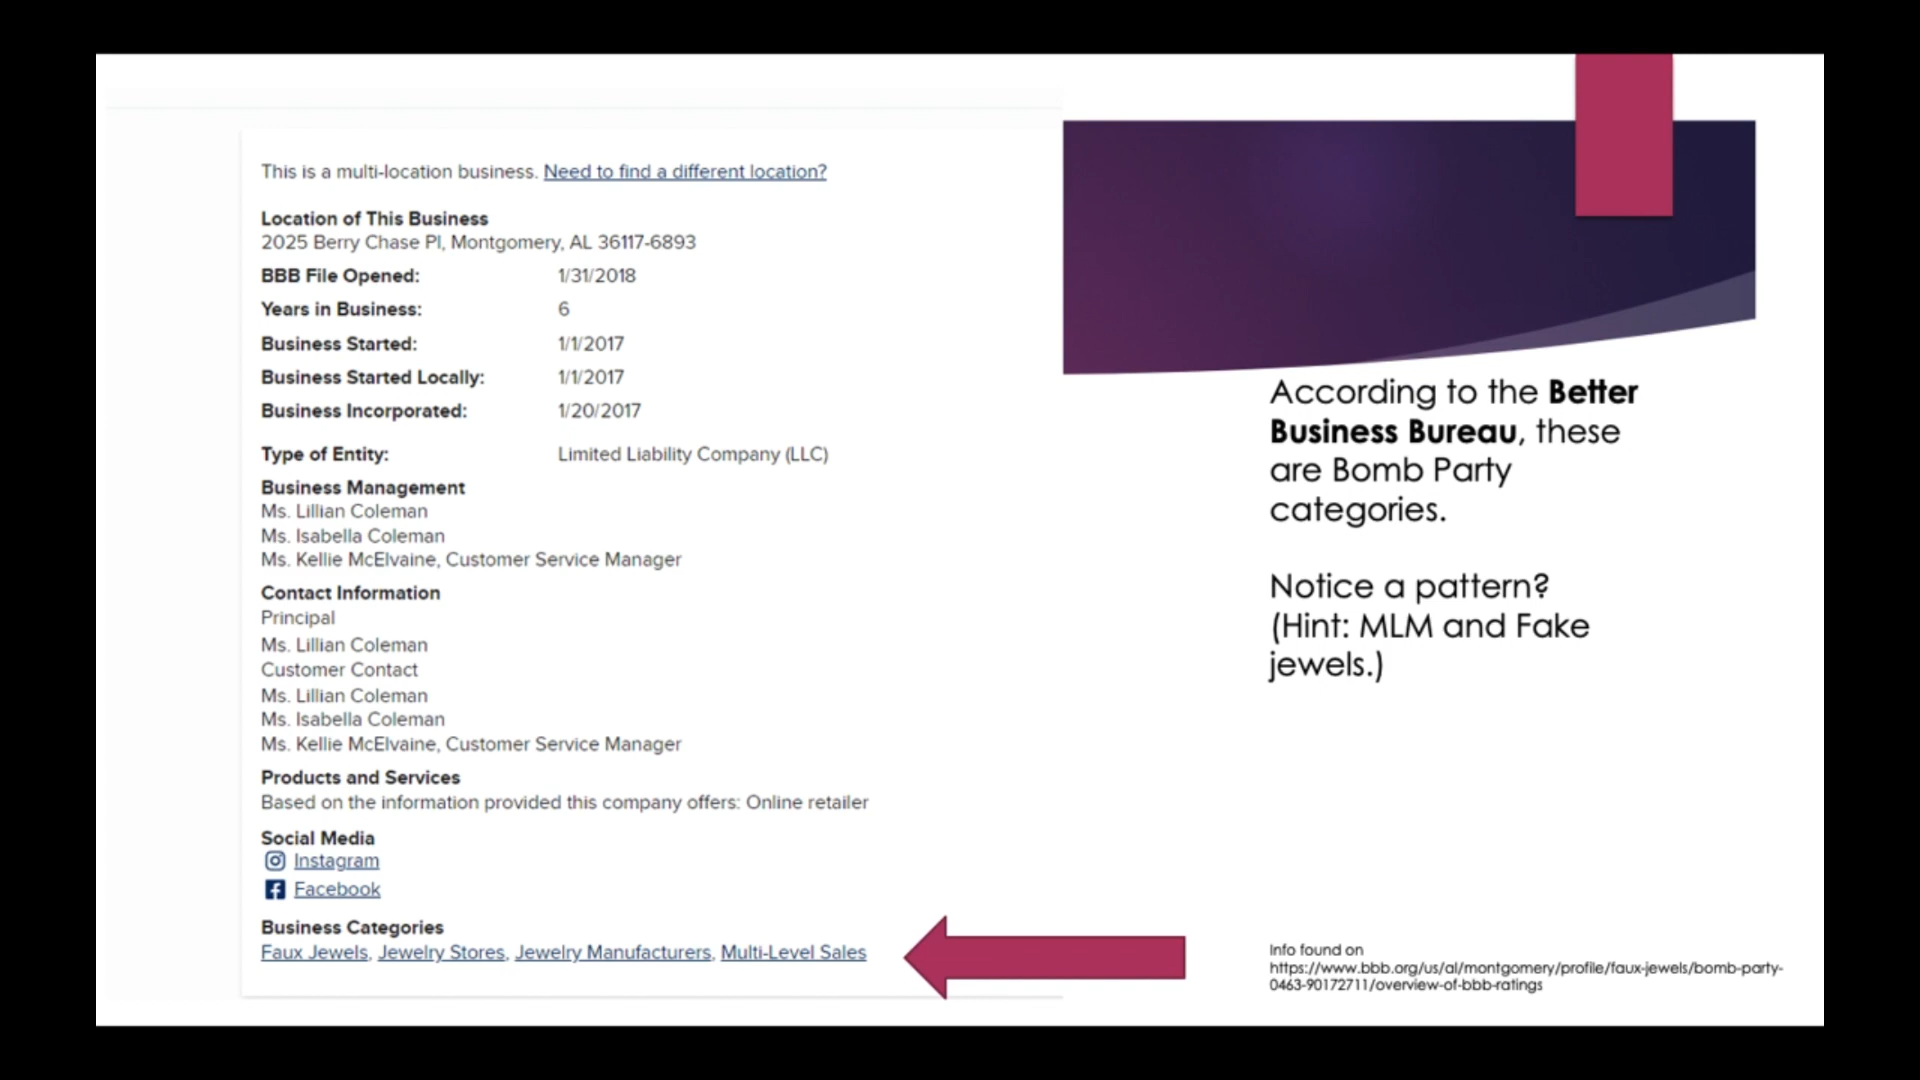 This is a multi-location business. Need to find a different location?
Location of This Business
2025 Berry Chase Pl, Montgomery, AL 36117-6893
BBB File Opened: 1/31/2018
Years in Business: 6
Business Started: 1/1/2017
Business Started Locally: 1/1/2017
Business Incorporated: 1/20/2017
Type of Entity: Limited Liability Company (LLC)
Business Management
Ms. Lillian Coleman
Ms. Isabella Coleman
Ms. Kellie McElvaine, Customer Service Manager
Contact Information
Principal
Ms. Lillian Coleman
Customer Contact
Ms. Lillian Coleman
Ms. Isabella Coleman
Ms. Kellie McElvaine, Customer Service Manager
Products and Services
Based on the information provided this company offers: Online retailer
Social Media
Instagram
Facebook
Business Categories
Faux Jewels, Jewelry Stores, Jewelry Manufacturers, Multi-Level Sales
According to the Better
Business Bureau, these
are Bomb Party
categories.
Notice a pattern?
(Hint: MLM and Fake
jewels.)
Info found on
https://www.bbb.org/us/al/montgomery/profile/faux-jewels/bomb-party-
0463-90172711/overview-of-bbb-ratings